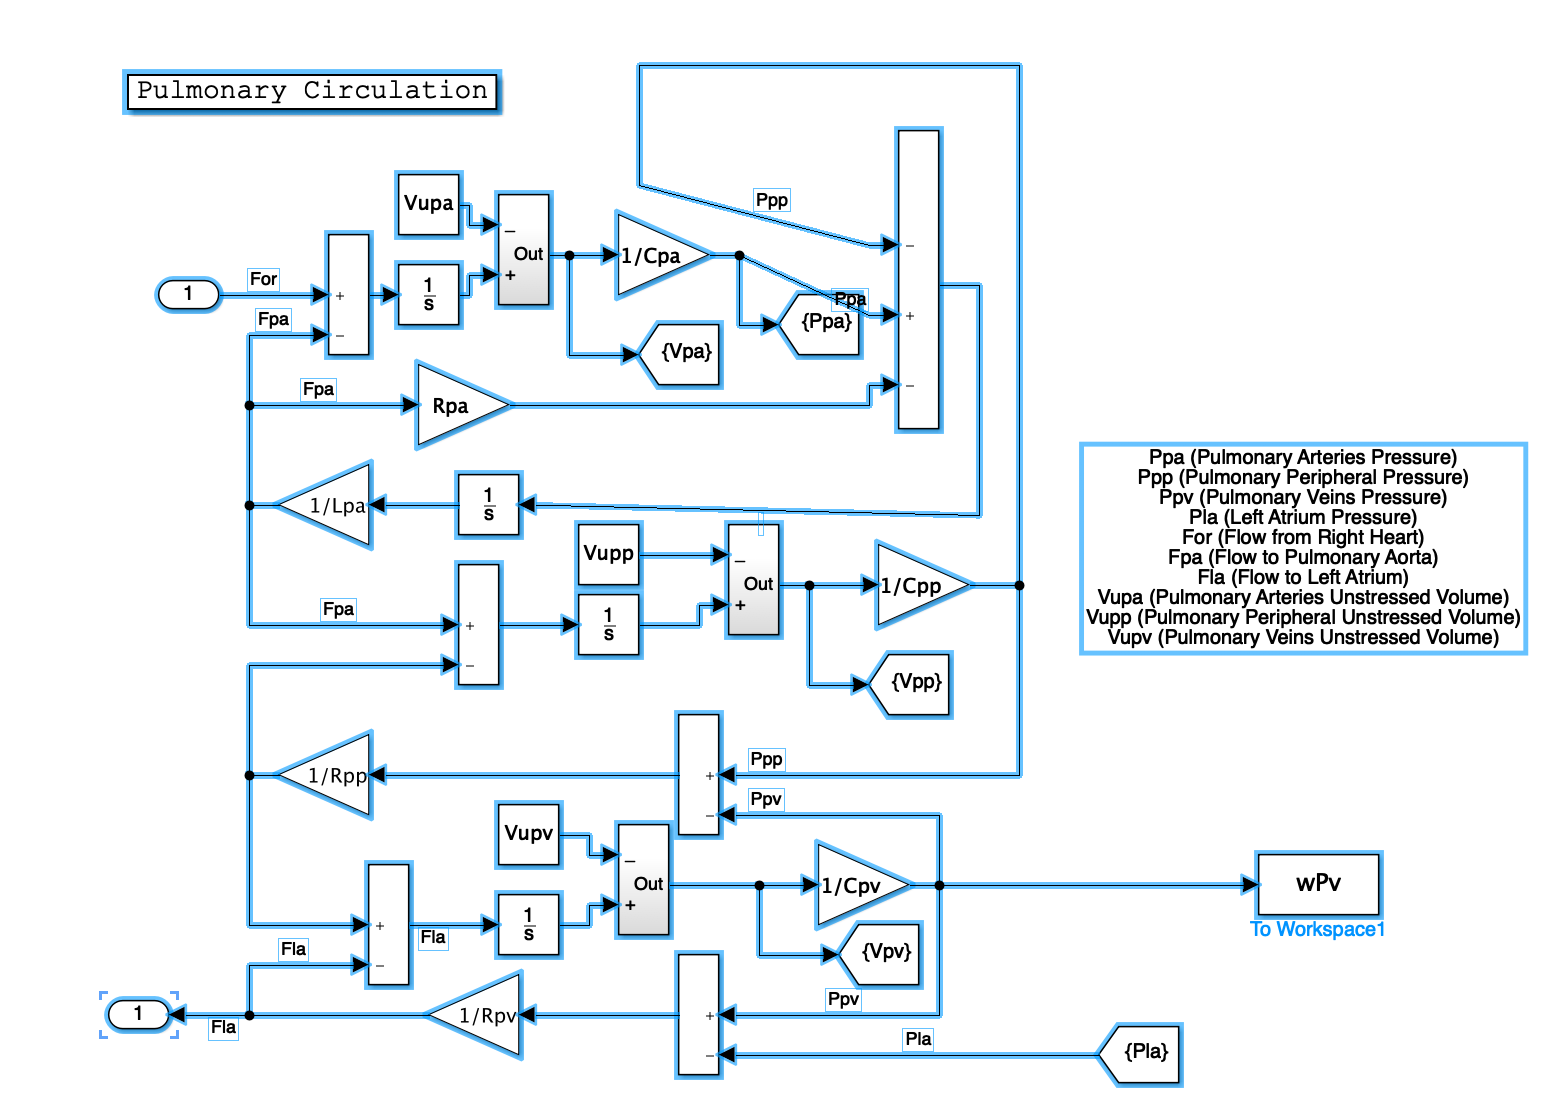 Pulmonary Circulation
Ppp
Vupa
−
Out
+
1/Cpa
−
For
1
+
1
s
Ppa
{Ppa}
+
Fpa
−
{Vpa}
Fpa
Rpa
−
Ppa (Pulmonary Arteries Pressure)
Ppp (Pulmonary Peripheral Pressure)
Ppv (Pulmonary Veins Pressure)
Pla (Left Atrium Pressure)
For (Flow from Right Heart)
Fpa (Flow to Pulmonary Aorta)
Fla (Flow to Left Atrium)
Vupa (Pulmonary Arteries Unstressed Volume)
Vupp (Pulmonary Peripheral Unstressed Volume)
Vupv (Pulmonary Veins Unstressed Volume)
1/Lpa
1
s
Vupp
−
Out
+
1/Cpp
Fpa
+
1
s
−
{Vpp}
1/Rpp
Ppp
+
Ppv
−
Vupv
−
Out
+
1/Cpv
wPv
To Workspace1
+
Fla
1
s
Fla
−
{Vpv}
1
Fla
1/Rpv
Ppv
+
Pla
−
{Pla}